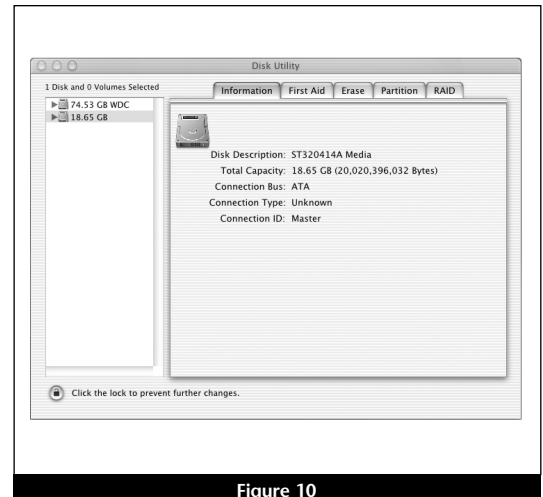 Disk Utility
1 Disk and 0 Volumes Selected
74.53 GB WDC
18.65 GB
Information
First Aid
Erase
Partition
RAID
Disk Description: ST320414A Media
Total Capacity: 18.65 GB (20,020,396,032 Bytes)
Connection Bus: ATA
Connection Type: Unknown
Connection ID: Master
Click the lock to prevent further changes.
Figure 10